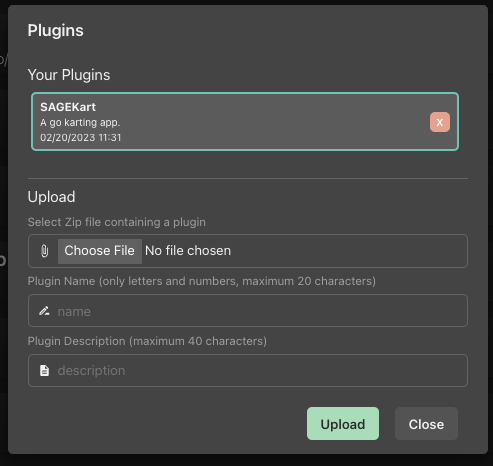 Plugins
Your Plugins
SAGEKart
A go karting app.
02/20/2023 11:31
X
Upload
Select Zip file containing a plugin
Choose File No file chosen
Plugin Name (only letters and numbers, maximum 20 characters)
name
Plugin Description (maximum 40 characters)
description
Upload Close